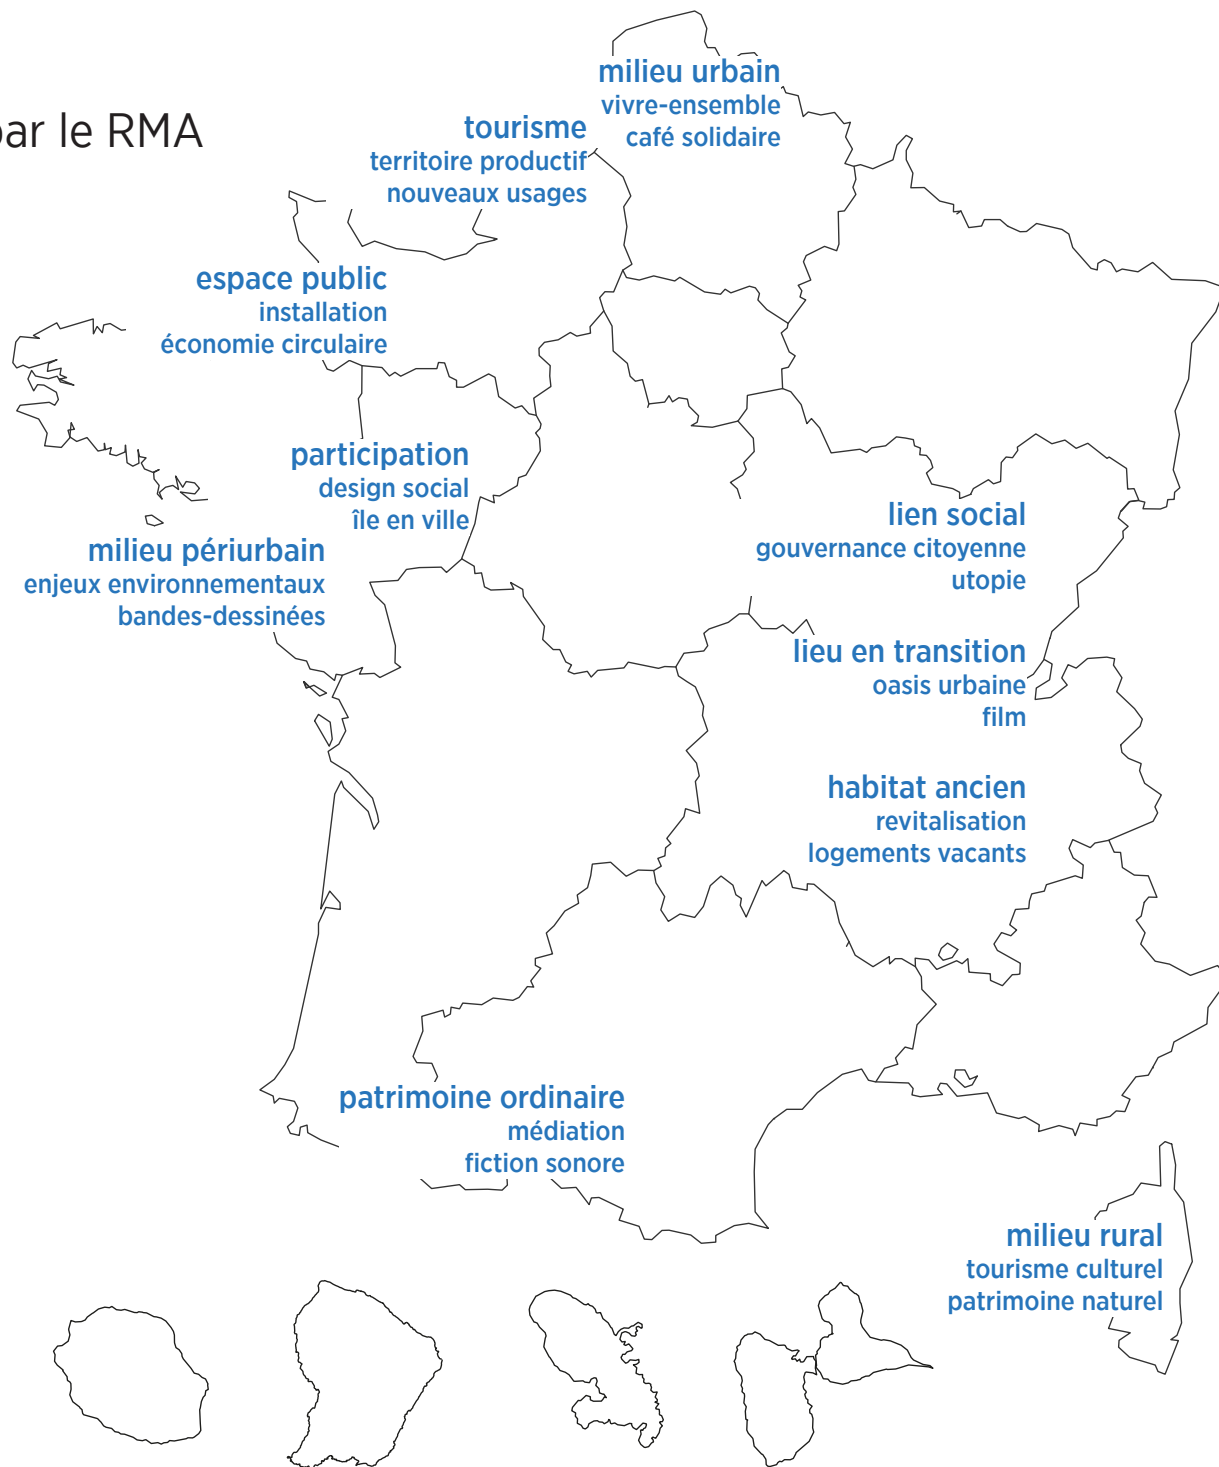 par le RMA
milieu urbain
vivre-ensemble
café solidaire
tourisme
territoire productif
nouveaux usages
espace public
installation
économie circulaire
participation
design social
île en ville
milieu périurbain
enjeux environnementaux
bandes-dessinées
lien social
gouvernance citoyenne
utopie
lieu en transition
oasis urbaine
film
habitat ancien
revitalisation
logements vacants
patrimoine ordinaire
médiation
fiction sonore
milieu rural
tourisme culturel
patrimoine naturel